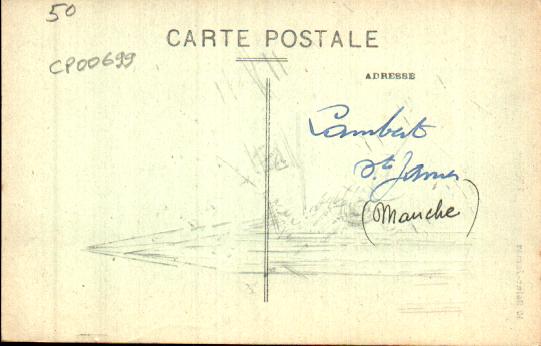 50
CARTE POSTALE
CP00699
ADRESSE
Lambert
St James
(Manche)